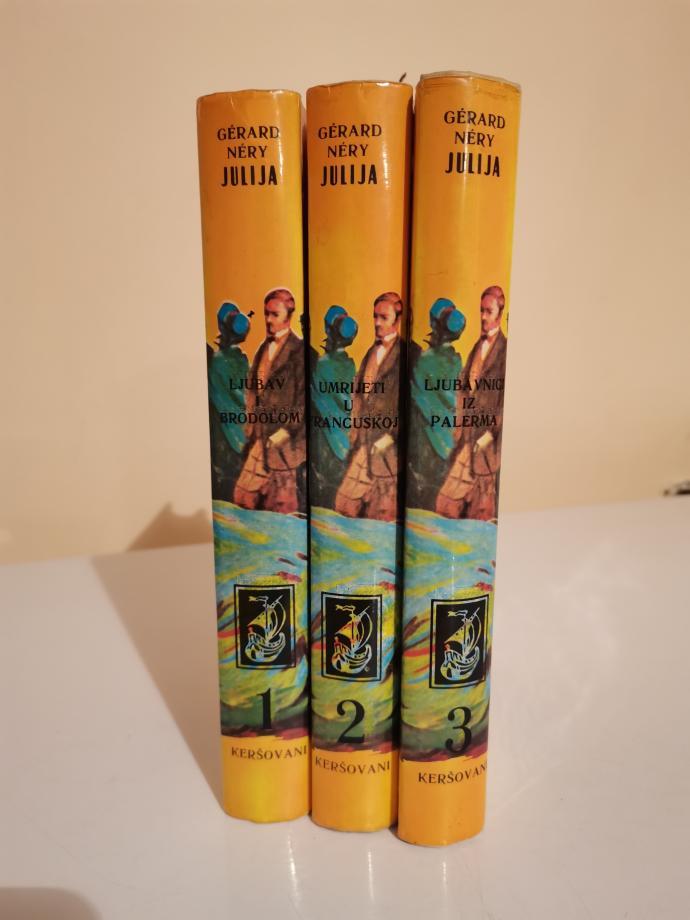 GÉRARD
NÉRY
JULIJA
LJUBAV
I
BRODOLOM
1
KERŠOVANI
GÉRARD
NÉRY
JULIJA
UMRIJETI
U
FRANCUSKOJ
2
KERŠOVANI
GÉRARD
NÉRY
JULIJA
LJUBAVNICI
IZ
PALERMA
3
KERŠOVANI